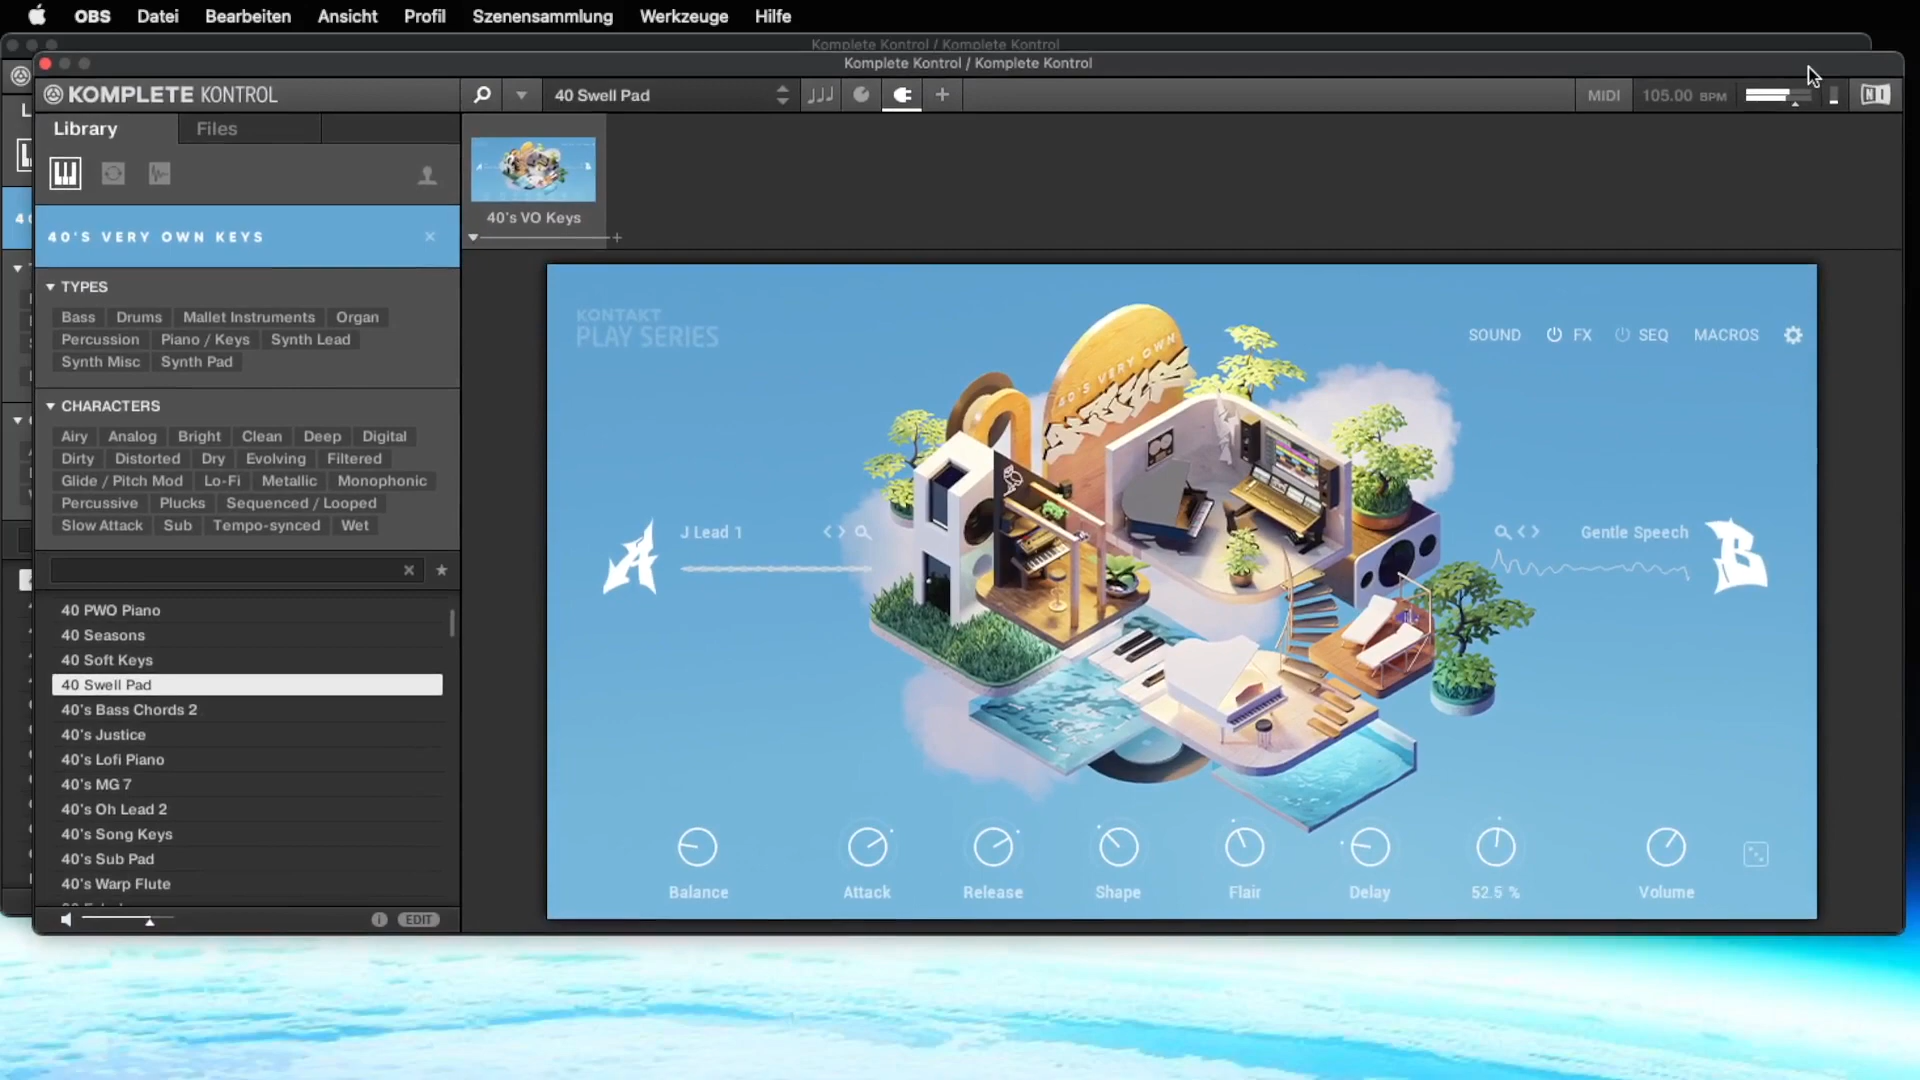 OBS Datei Bearbeiten Ansicht Profil Szenensammlung Werkzeuge Hilfe
Komplete Kontrol / Komplete Kontrol
Komplete Kontrol / Komplete Kontrol
KOMPLETE KONTROL
40 Swell Pad
MIDI 105.00 BPM
Library Files
40's VO Keys
40'S VERY OWN KEYS
TYPES
Bass Drums Mallet Instruments Organ
Percussion Piano / Keys Synth Lead
Synth Misc Synth Pad
CHARACTERS
Airy Analog Bright Clean Deep Digital
Dirty Distorted Dry Evolving Filtered
Glide / Pitch Mod Lo-Fi Metallic Monophonic
Percussive Plucks Sequenced / Looped
Slow Attack Sub Tempo-synced Wet
40 PWO Piano
40 Seasons
40 Soft Keys
40 Swell Pad
40's Bass Chords 2
40's Justice
40's Lofi Piano
40's MG 7
40's Oh Lead 2
40's Song Keys
40's Sub Pad
40's Warp Flute
EDIT
KONTAKT
PLAY SERIES
SOUND FX SEQ MACROS
40'S VERY OWN
KEYS
A J Lead 1
Gentle Speech B
Balance Attack Release Shape Flair Delay 52.5 % Volume